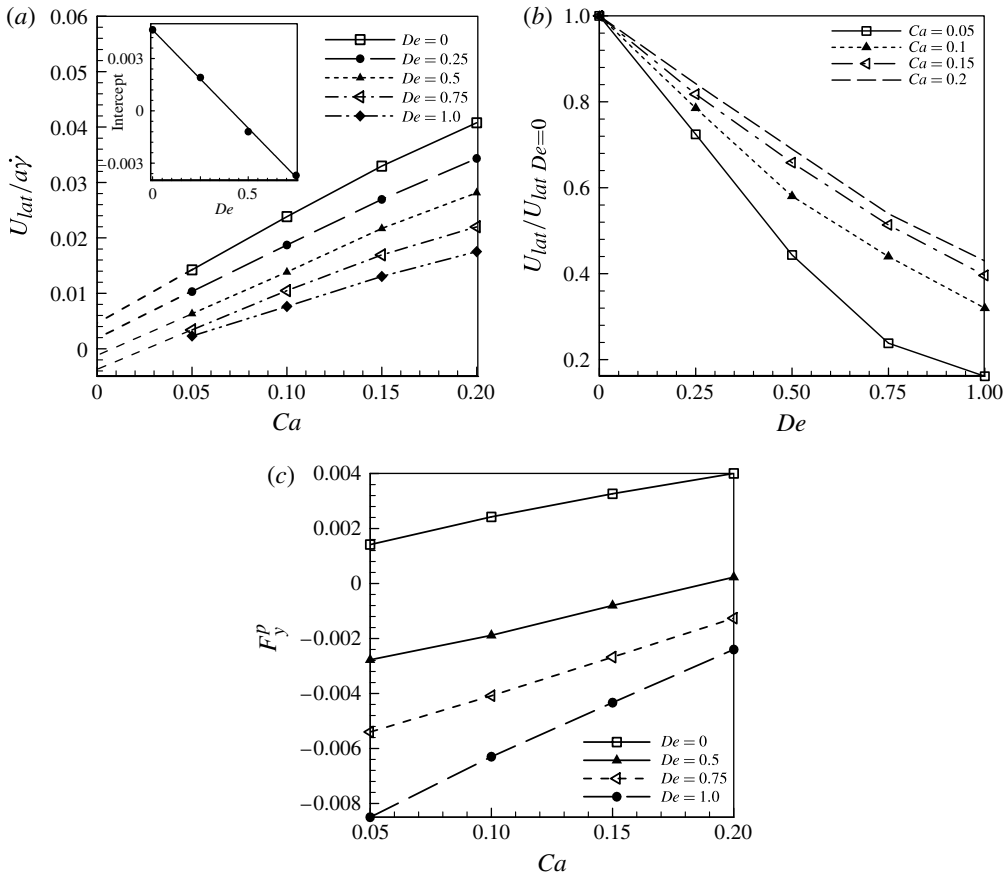 (a)
0.06
0.05
0.04
0.03
0.02
0.01
0
U_lat/aγ̇
0
0.05
0.10
0.15
0.20
Ca
De = 0
De = 0.25
De = 0.5
De = 0.75
De = 1.0
0.003
0
−0.003
Intercept
0
0.5
De
(b)
1.0
0.8
0.6
0.4
0.2
U_lat/U_lat De=0
0
0.25
0.50
0.75
1.00
De
Ca = 0.05
Ca = 0.1
Ca = 0.15
Ca = 0.2
(c)
0.004
0.002
0
−0.002
−0.004
−0.006
−0.008
F_y^p
0.05
0.10
0.15
0.20
Ca
De = 0
De = 0.5
De = 0.75
De = 1.0